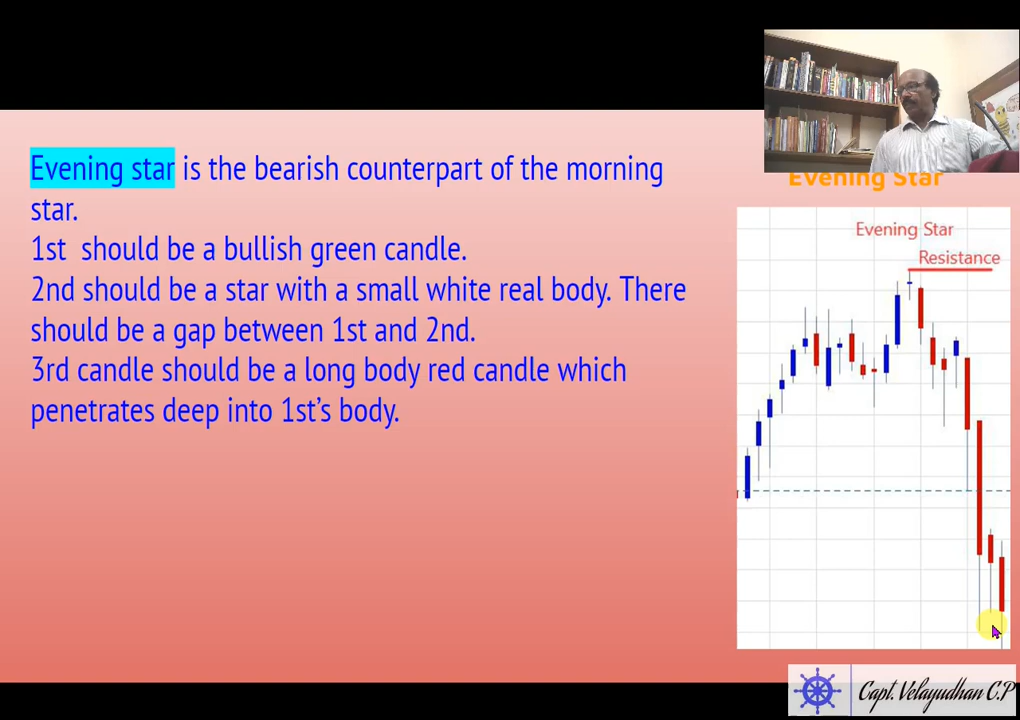 Evening star is the bearish counterpart of the morning
star.
1st should be a bullish green candle.
2nd should be a star with a small white real body. There
should be a gap between 1st and 2nd.
3rd candle should be a long body red candle which
penetrates deep into 1st’s body.
Evening Star
Evening Star
Resistance
Capt. Velayudhan C.P